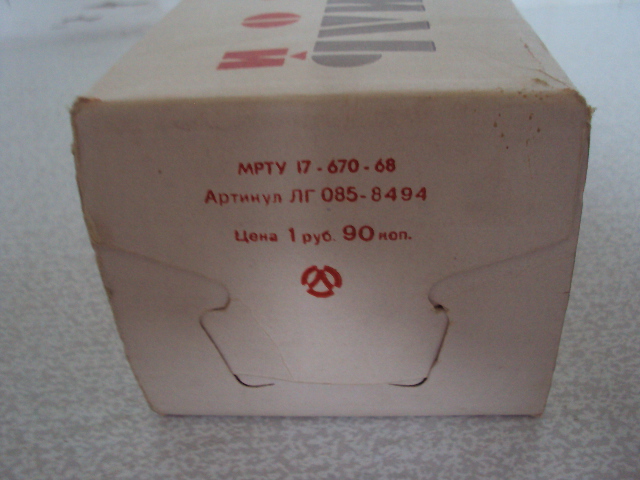 МРТУ 17-670-68
Артикул ЛГ 085-8494
Цена 1 руб. 90 коп.